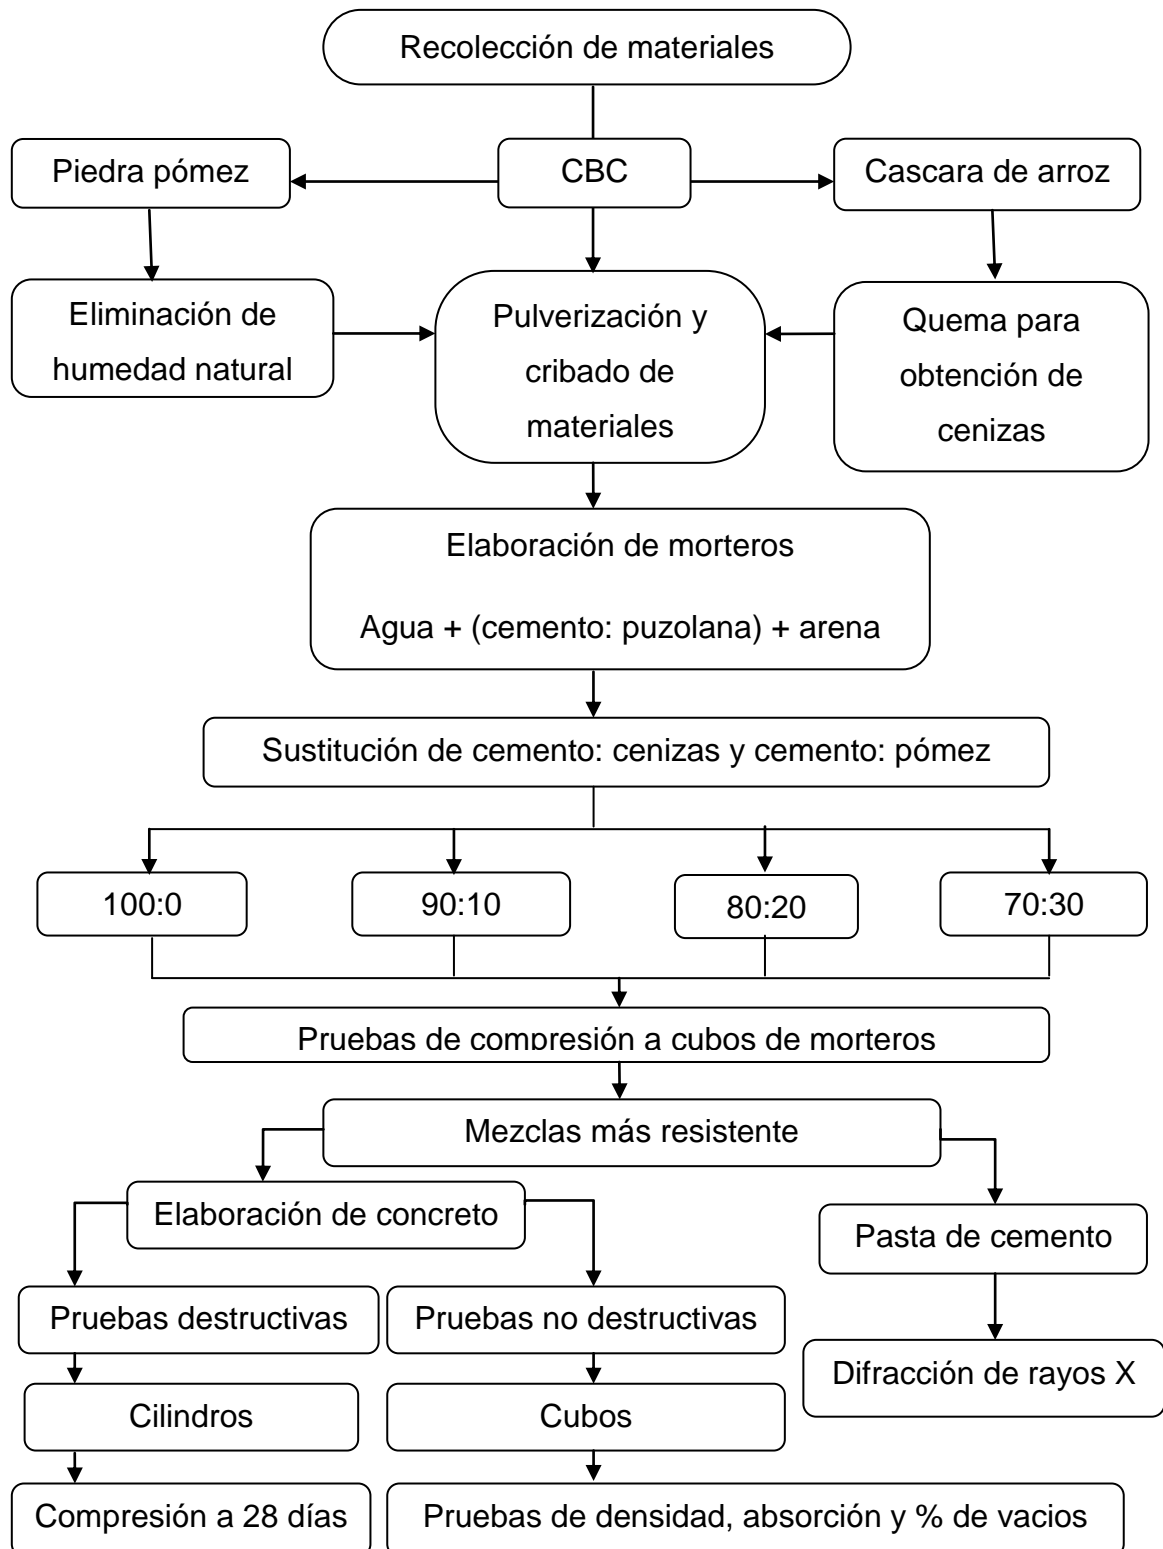 Recolección de materiales
Piedra pómez
CBC
Cascara de arroz
Eliminación de
humedad natural
Pulverización y
cribado de
materiales
Quema para
obtención de
cenizas
Elaboración de morteros
Agua + (cemento: puzolana) + arena
Sustitución de cemento: cenizas y cemento: pómez
100:0
90:10
80:20
70:30
Pruebas de compresión a cubos de morteros
Mezclas más resistente
Elaboración de concreto
Pasta de cemento
Pruebas destructivas
Pruebas no destructivas
Difracción de rayos X
Cilindros
Cubos
Compresión a 28 días
Pruebas de densidad, absorción y % de vacios